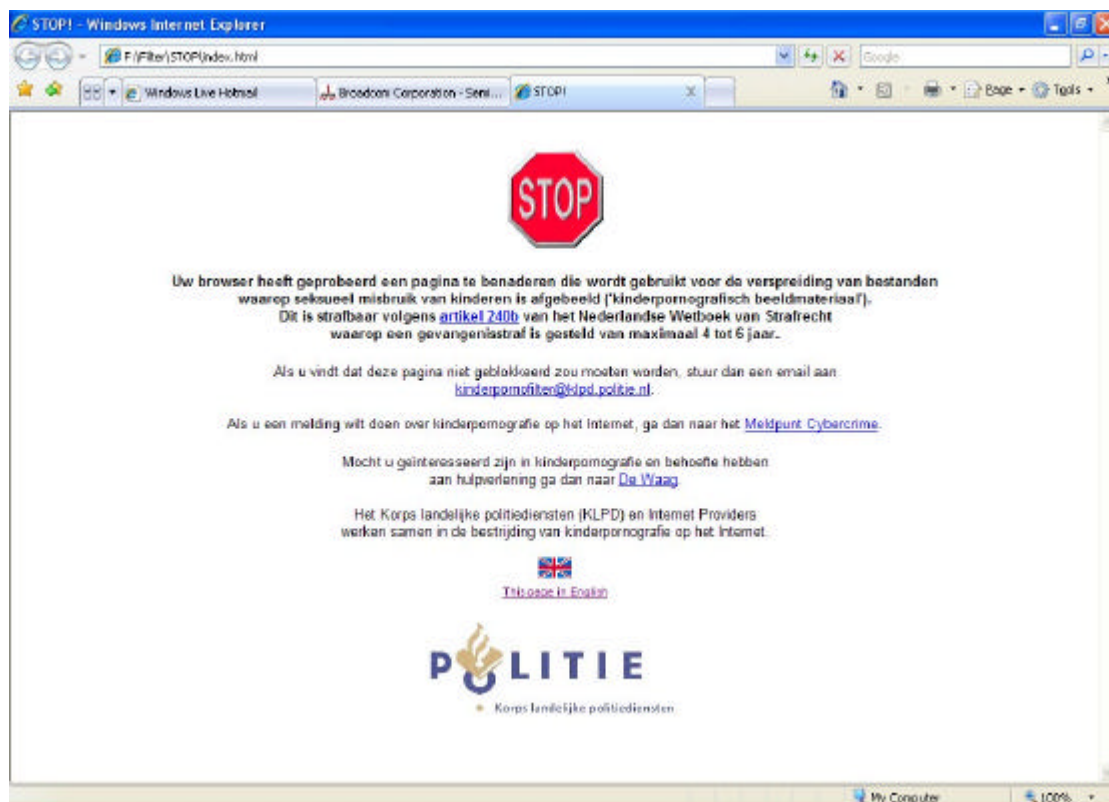 STOP! - Windows Internet Explorer
F:\Filter\STOP\index.html
Google
Windows Live Hotmail
Broadcom Corporation - Semi...
STOP!
Page
Tools
STOP
Uw browser heeft geprobeerd een pagina te benaderen die wordt gebruikt voor de verspreiding van bestanden
waarop seksueel misbruik van kinderen is afgebeeld ('kinderpornografisch beeldmateriaal').
Dit is strafbaar volgens artikel 240b van het Nederlandse Wetboek van Strafrecht
waarop een gevangenisstraf is gesteld van maximaal 4 tot 6 jaar.
Als u vindt dat deze pagina niet geblokkeerd zou moeten worden, stuur dan een email aan
kinderpornofilter@klpd.politie.nl.
Als u een melding wilt doen over kinderpornografie op het Internet, ga dan naar het Meldpunt Cybercrime.
Mocht u geïnteresseerd zijn in kinderpornografie en behoefte hebben
aan hulpverlening ga dan naar De Waag.
Het Korps landelijke politiediensten (KLPD) en Internet Providers
werken samen in de bestrijding van kinderpornografie op het Internet.
This page in English
POLITIE
Korps landelijke politiediensten
My Computer
100%